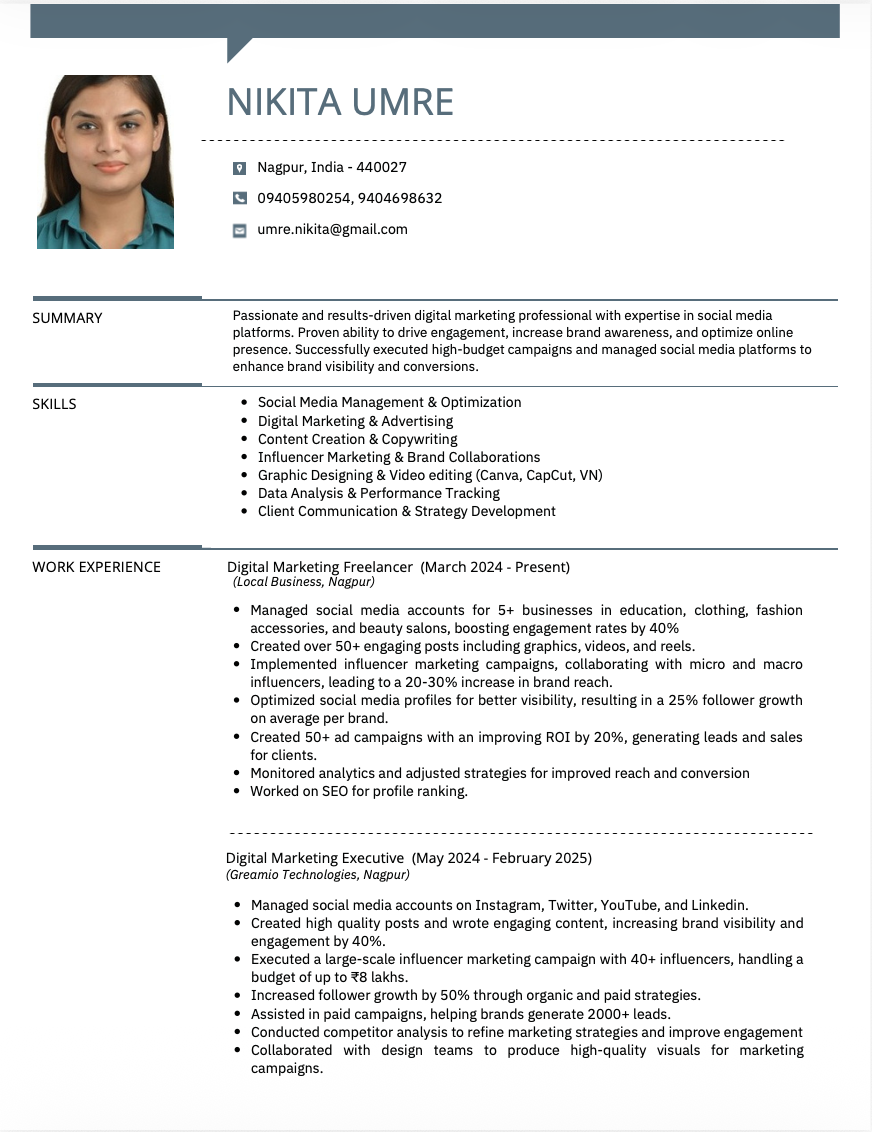 NIKITA UMRE
Nagpur, India - 440027
09405980254, 9404698632
umre.nikita@gmail.com
SUMMARY
Passionate and results-driven digital marketing professional with expertise in social media
platforms. Proven ability to drive engagement, increase brand awareness, and optimize online
presence. Successfully executed high-budget campaigns and managed social media platforms to
enhance brand visibility and conversions.
SKILLS
• Social Media Management & Optimization
• Digital Marketing & Advertising
• Content Creation & Copywriting
• Influencer Marketing & Brand Collaborations
• Graphic Designing & Video editing (Canva, CapCut, VN)
• Data Analysis & Performance Tracking
• Client Communication & Strategy Development
WORK EXPERIENCE
Digital Marketing Freelancer (March 2024 - Present)
(Local Business, Nagpur)
• Managed social media accounts for 5+ businesses in education, clothing, fashion
accessories, and beauty salons, boosting engagement rates by 40%
• Created over 50+ engaging posts including graphics, videos, and reels.
• Implemented influencer marketing campaigns, collaborating with micro and macro
influencers, leading to a 20-30% increase in brand reach.
• Optimized social media profiles for better visibility, resulting in a 25% follower growth
on average per brand.
• Created 50+ ad campaigns with an improving ROI by 20%, generating leads and sales
for clients.
• Monitored analytics and adjusted strategies for improved reach and conversion
• Worked on SEO for profile ranking.
Digital Marketing Executive (May 2024 - February 2025)
(Greamio Technologies, Nagpur)
• Managed social media accounts on Instagram, Twitter, YouTube, and Linkedin.
• Created high quality posts and wrote engaging content, increasing brand visibility and
engagement by 40%.
• Executed a large-scale influencer marketing campaign with 40+ influencers, handling a
budget of up to ₹8 lakhs.
• Increased follower growth by 50% through organic and paid strategies.
• Assisted in paid campaigns, helping brands generate 2000+ leads.
• Conducted competitor analysis to refine marketing strategies and improve engagement
• Collaborated with design teams to produce high-quality visuals for marketing
campaigns.